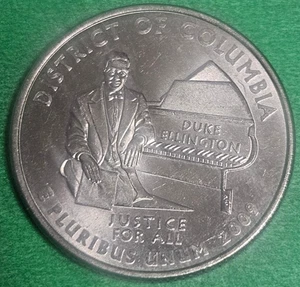 DISTRICT OF COLUMBIA
DUKE
ELLINGTON
JUSTICE
FOR ALL
E PLURIBUS UNUM 2009